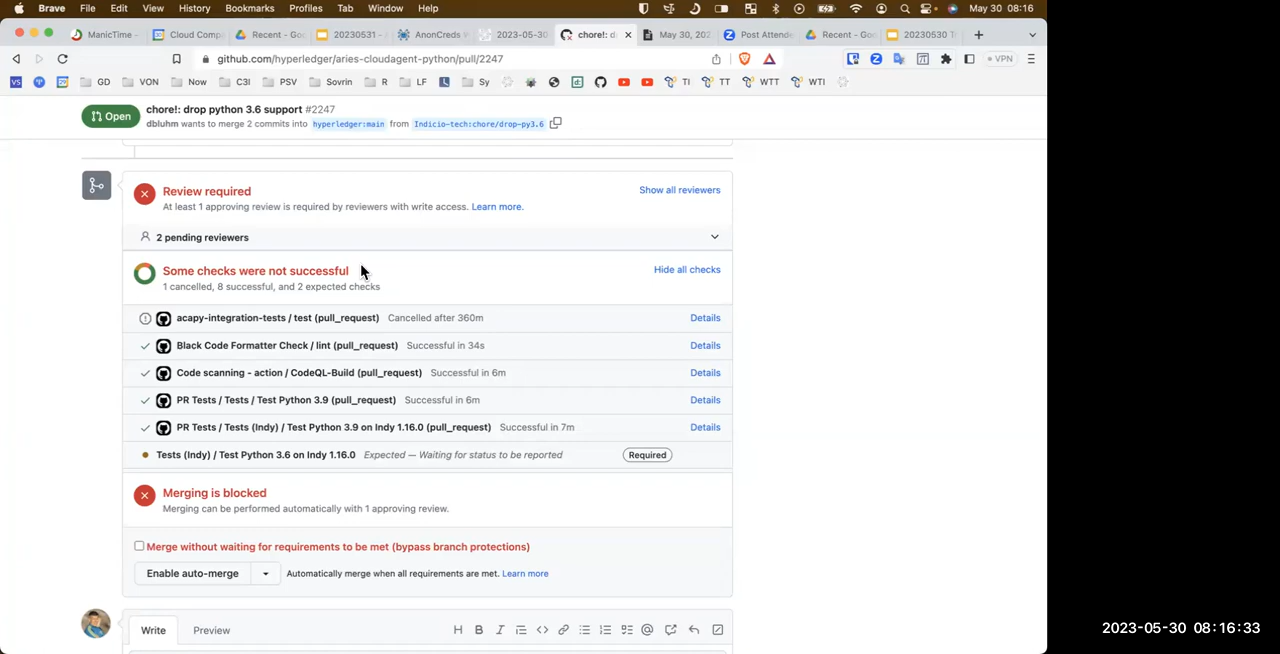 Brave File Edit View History Bookmarks Profiles Tab Window Help May 30 08:16
ManicTime - Cloud Comp Recent - Goo 20230531 - AnonCreds 2023-05-30 chore!: d May 30, 202 Post Attende Recent - Goo 20230530 T
github.com/hyperledger/aries-cloudagent-python/pull/2247 VPN
VS GD VON Now C3I PSV Sovrin R LF Sy TI TT WTT WTI
Open
chore!: drop python 3.6 support #2247
dbluhm wants to merge 2 commits into hyperledger:main from Indicio-tech:chore/drop-py3.6
Review required
Show all reviewers
At least 1 approving review is required by reviewers with write access. Learn more.
2 pending reviewers
Some checks were not successful
Hide all checks
1 cancelled, 8 successful, and 2 expected checks
acapy-integration-tests / test (pull_request) Cancelled after 360m Details
Black Code Formatter Check / lint (pull_request) Successful in 34s Details
Code scanning - action / CodeQL-Build (pull_request) Successful in 6m Details
PR Tests / Tests / Test Python 3.9 (pull_request) Successful in 6m Details
PR Tests / Tests (Indy) / Test Python 3.9 on Indy 1.16.0 (pull_request) Successful in 7m Details
Tests (Indy) / Test Python 3.6 on Indy 1.16.0 Expected — Waiting for status to be reported Required
Merging is blocked
Merging can be performed automatically with 1 approving review.
Merge without waiting for requirements to be met (bypass branch protections)
Enable auto-merge Automatically merge when all requirements are met. Learn more
Write Preview
2023-05-30 08:16:33